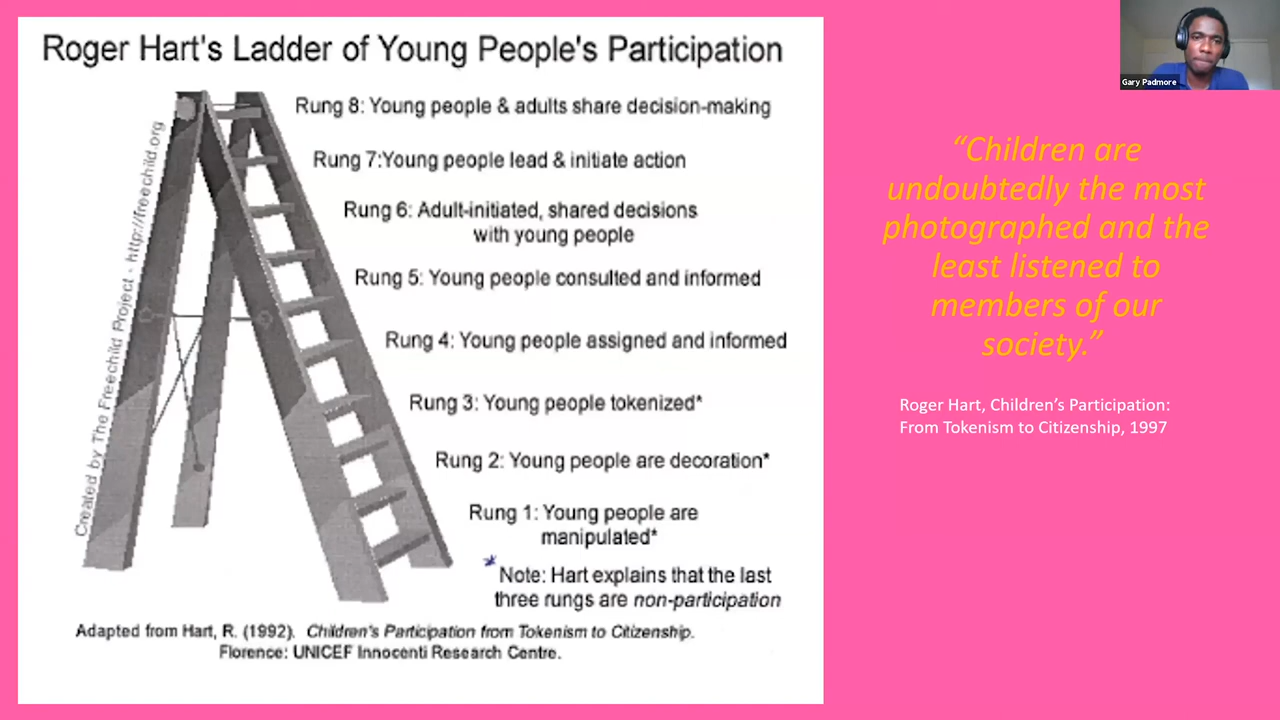 Roger Hart's Ladder of Young People's Participation
Rung 8: Young people & adults share decision-making
Rung 7:Young people lead & initiate action
Rung 6: Adult-initiated, shared decisions
with young people
Rung 5: Young people consulted and informed
Rung 4: Young people assigned and informed
Rung 3: Young people tokenized*
Rung 2: Young people are decoration*
Rung 1: Young people are
manipulated*
*
Note: Hart explains that the last
three rungs are non-participation
Adapted from Hart, R. (1992). Children's Participation from Tokenism to Citizenship.
Florence: UNICEF Innocenti Research Centre.
Created by The Freechild Project - http://freechild.org
Gary Padmore
“Children are
undoubtedly the most
photographed and the
least listened to
members of our
society.”
Roger Hart, Children’s Participation:
From Tokenism to Citizenship, 1997